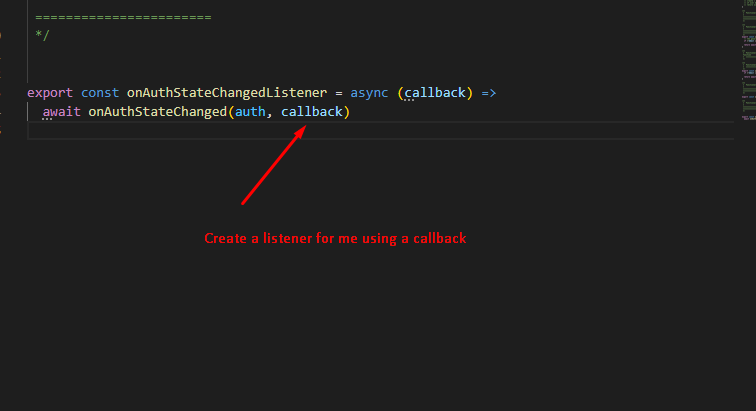 =======================
*/
export const onAuthStateChangedListener = async (callback) =>
await onAuthStateChanged(auth, callback)
Create a listener for me using a callback